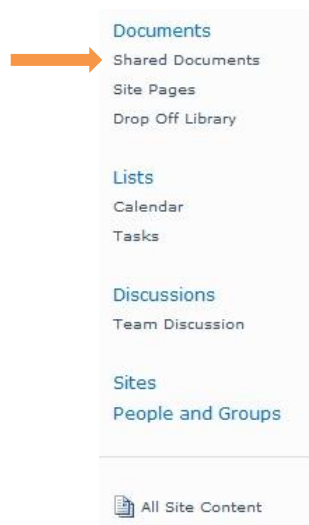 Documents
Shared Documents
Site Pages
Drop Off Library
Lists
Calendar
Tasks
Discussions
Team Discussion
Sites
People and Groups
All Site Content